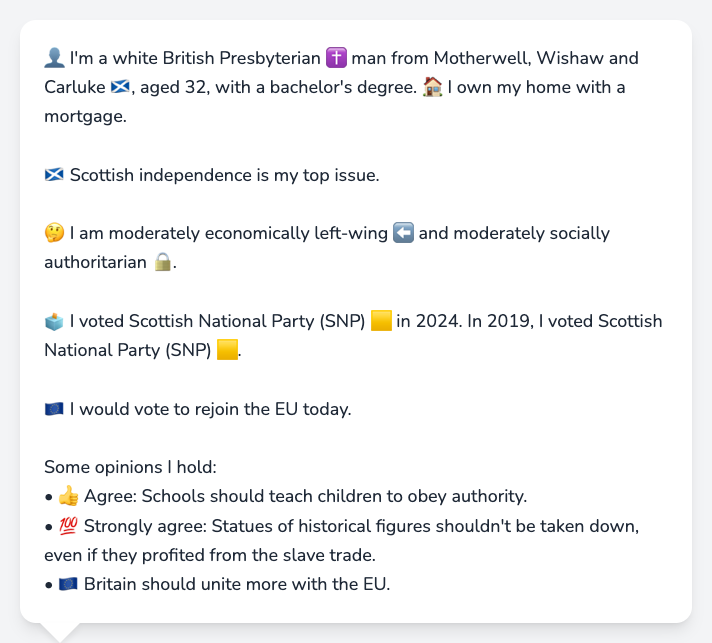 👤 I'm a white British Presbyterian ✝️ man from Motherwell, Wishaw and
Carluke 🏴󠁧󠁢󠁳󠁣󠁴󠁿, aged 32, with a bachelor's degree. 🏠 I own my home with a
mortgage.
🏴󠁧󠁢󠁳󠁣󠁴󠁿 Scottish independence is my top issue.
🤔 I am moderately economically left-wing ⬅️ and moderately socially
authoritarian 🔒.
🗳️ I voted Scottish National Party (SNP) 🟨 in 2024. In 2019, I voted Scottish
National Party (SNP) 🟨.
🇪🇺 I would vote to rejoin the EU today.
Some opinions I hold:
• 👍 Agree: Schools should teach children to obey authority.
• 💯 Strongly agree: Statues of historical figures shouldn't be taken down,
even if they profited from the slave trade.
• 🇪🇺 Britain should unite more with the EU.